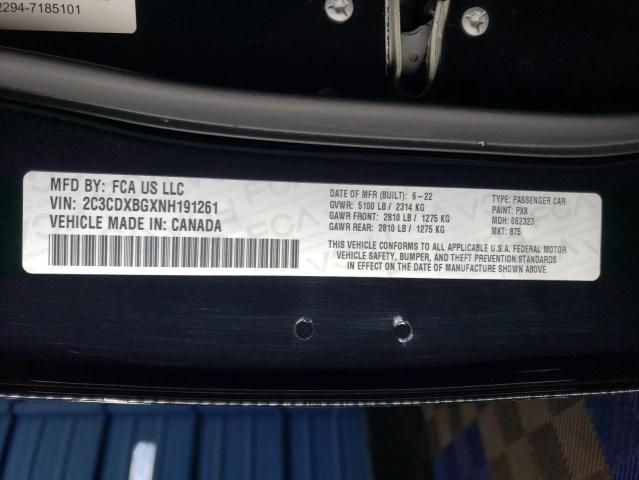 2294-7185101
MFD BY: FCA US LLC
VIN: 2C3CDXBGXNH191261
VEHICLE MADE IN: CANADA
DATE OF MFR (BUILT): 6-22
GVWR: 5100 LB / 2314 KG
GAWR FRONT: 2810 LB / 1275 KG
GAWR REAR: 2810 LB / 1275 KG
TYPE: PASSENGER CAR
PAINT: PX8
MDH: 062323
MKT: B75
THIS VEHICLE CONFORMS TO ALL APPLICABLE U.S.A. FEDERAL MOTOR
VEHICLE SAFETY, BUMPER, AND THEFT PREVENTION STANDARDS
IN EFFECT ON THE DATE OF MANUFACTURE SHOWN ABOVE.